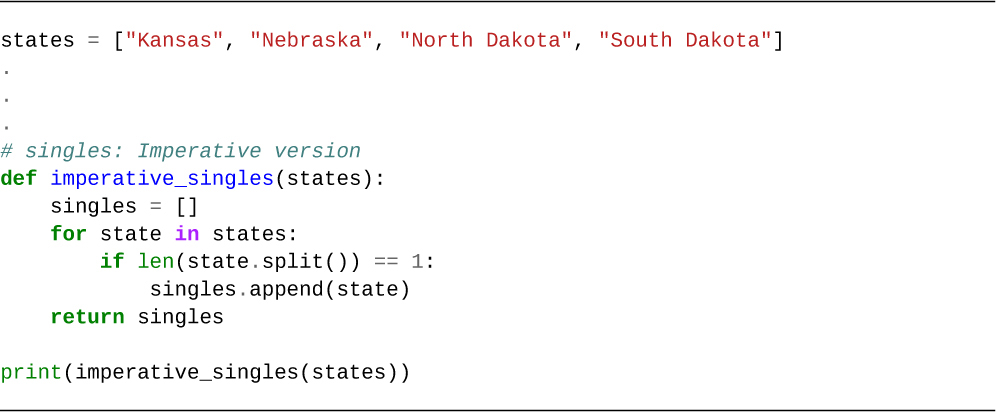 states = ["Kansas", "Nebraska", "North Dakota", "South Dakota"]
.
.
.
# singles: Imperative version
def imperative_singles(states):
    singles = []
    for state in states:
        if len(state.split()) == 1:
            singles.append(state)
    return singles

print(imperative_singles(states))